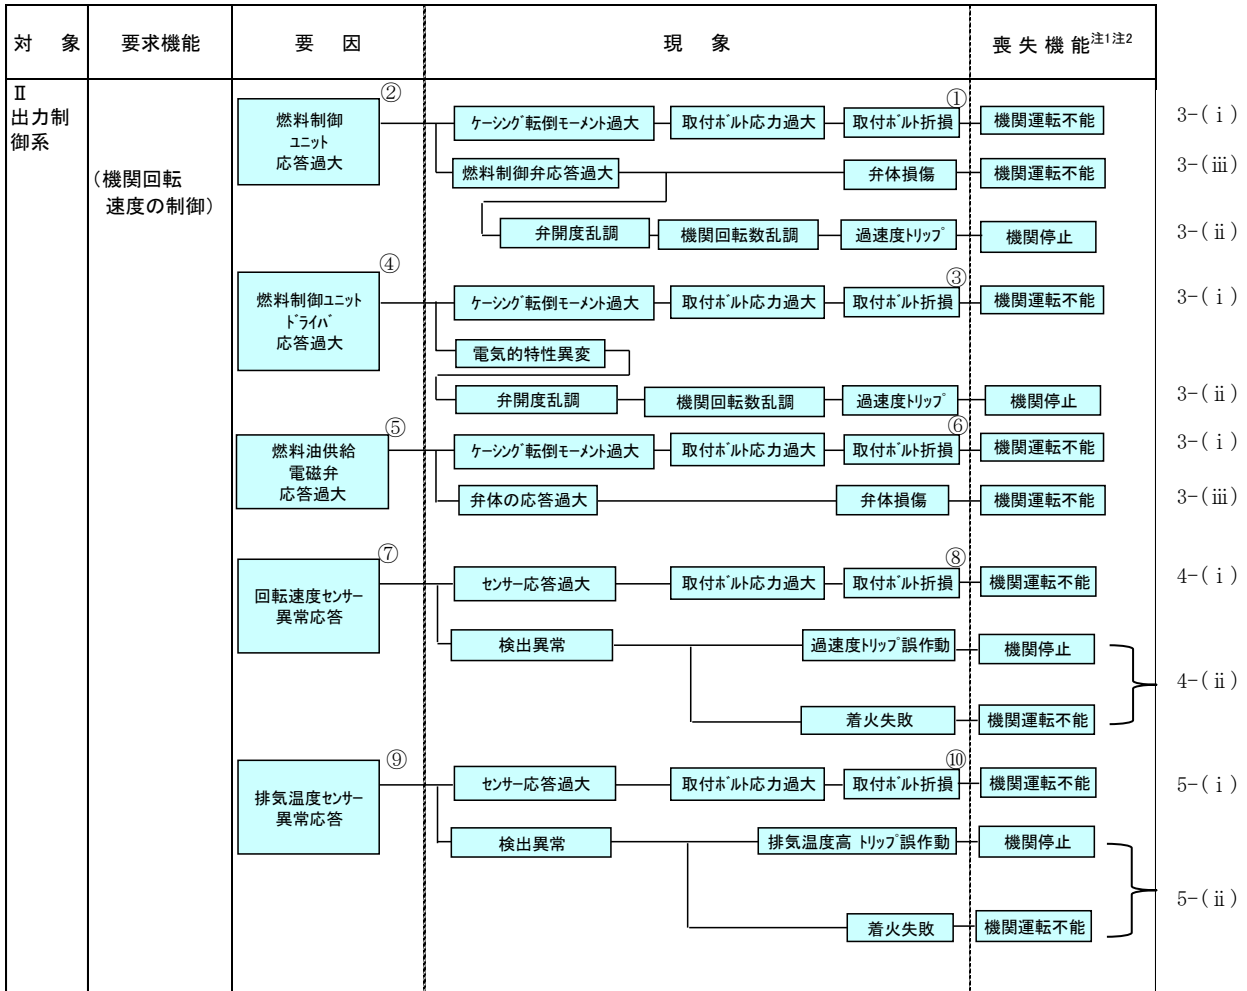 対 象
要求機能
要 因
現 象
喪失機能注1注2
Ⅱ
出力制
御系
(機関回転
速度の制御)
②
燃料制御
ﾕﾆｯﾄ
応答過大
ｹｰｼﾝｸﾞ転倒ﾓｰﾒﾝﾄ過大
取付ﾎﾞﾙﾄ応力過大
①
取付ﾎﾞﾙﾄ折損
機関運転不能
3-(ⅰ)
燃料制御弁応答過大
弁体損傷
機関運転不能
3-(ⅲ)
弁開度乱調
機関回転数乱調
過速度ﾄﾘｯﾌﾟ
機関停止
3-(ⅱ)
④
燃料制御ﾕﾆｯﾄ
ﾄﾞﾗｲﾊﾞ
応答過大
ｹｰｼﾝｸﾞ転倒ﾓｰﾒﾝﾄ過大
取付ﾎﾞﾙﾄ応力過大
③
取付ﾎﾞﾙﾄ折損
機関運転不能
3-(ⅰ)
電気的特性異変
弁開度乱調
機関回転数乱調
過速度ﾄﾘｯﾌﾟ
機関停止
3-(ⅱ)
⑤
燃料油供給
電磁弁
応答過大
ｹｰｼﾝｸﾞ転倒ﾓｰﾒﾝﾄ過大
取付ﾎﾞﾙﾄ応力過大
⑥
取付ﾎﾞﾙﾄ折損
機関運転不能
3-(ⅰ)
弁体の応答過大
弁体損傷
機関運転不能
3-(ⅲ)
⑦
回転速度ｾﾝｻｰ
異常応答
ｾﾝｻｰ応答過大
取付ﾎﾞﾙﾄ応力過大
⑧
取付ﾎﾞﾙﾄ折損
機関運転不能
4-(ⅰ)
検出異常
過速度ﾄﾘｯﾌﾟ誤作動
機関停止
4-(ⅱ)
着火失敗
機関運転不能
⑨
排気温度ｾﾝｻｰ
異常応答
ｾﾝｻｰ応答過大
取付ﾎﾞﾙﾄ応力過大
⑩
取付ﾎﾞﾙﾄ折損
機関運転不能
5-(ⅰ)
検出異常
排気温度高 ﾄﾘｯﾌﾟ誤作動
機関停止
5-(ⅱ)
着火失敗
機関運転不能